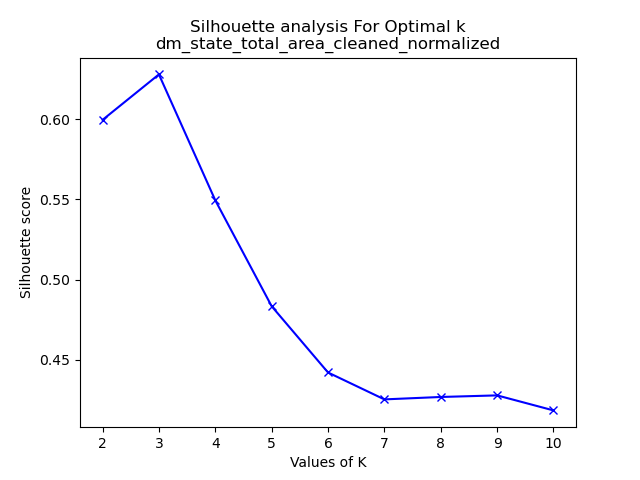 Silhouette analysis For Optimal k
dm_state_total_area_cleaned_normalized
Silhouette score
0.60
0.55
0.50
0.45
2 3 4 5 6 7 8 9 10
Values of K